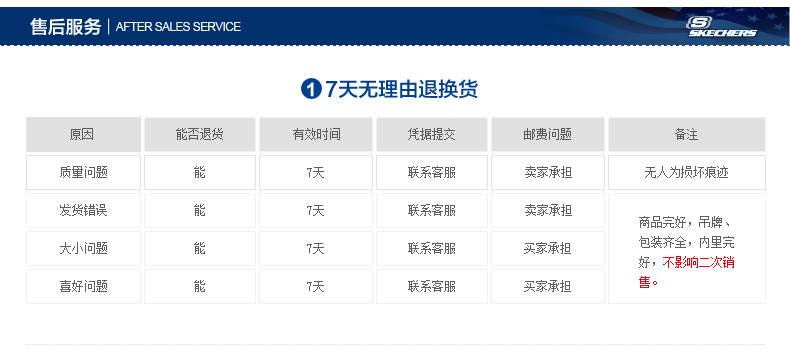 售后服务 | AFTER SALES SERVICE
S
SKECHERS
1 7天无理由退换货
原因 能否退货 有效时间 凭据提交 邮费问题 备注
质量问题 能 7天 联系客服 卖家承担 无人为损坏痕迹
发货错误 能 7天 联系客服 卖家承担
大小问题 能 7天 联系客服 买家承担
喜好问题 能 7天 联系客服 买家承担
商品完好，吊牌、
包装齐全，内里完
好，不影响二次销
售。